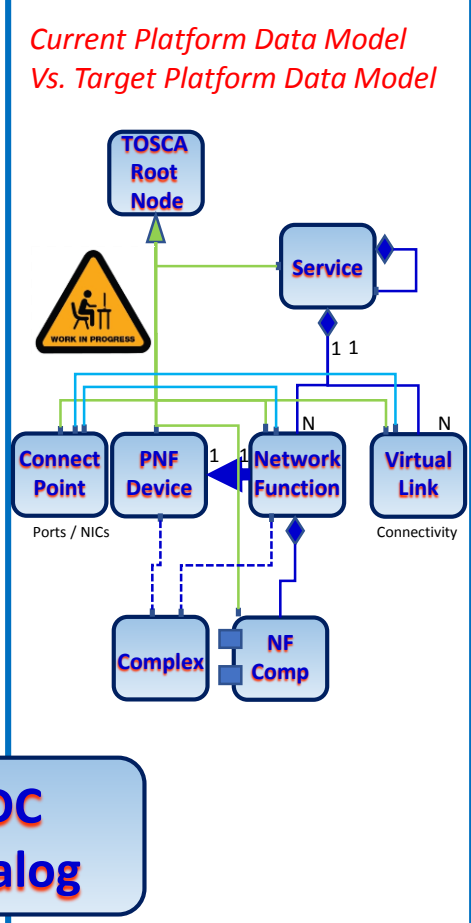 Current Platform Data Model
Vs. Target Platform Data Model
TOSCA
Root
Node
Service
WORK IN PROGRESS
1 1
N
N
Connect
Point
PNF
Device
1
1
Network
Function
Virtual
Link
Ports / NICs
Connectivity
Complex
NF
Comp
alog